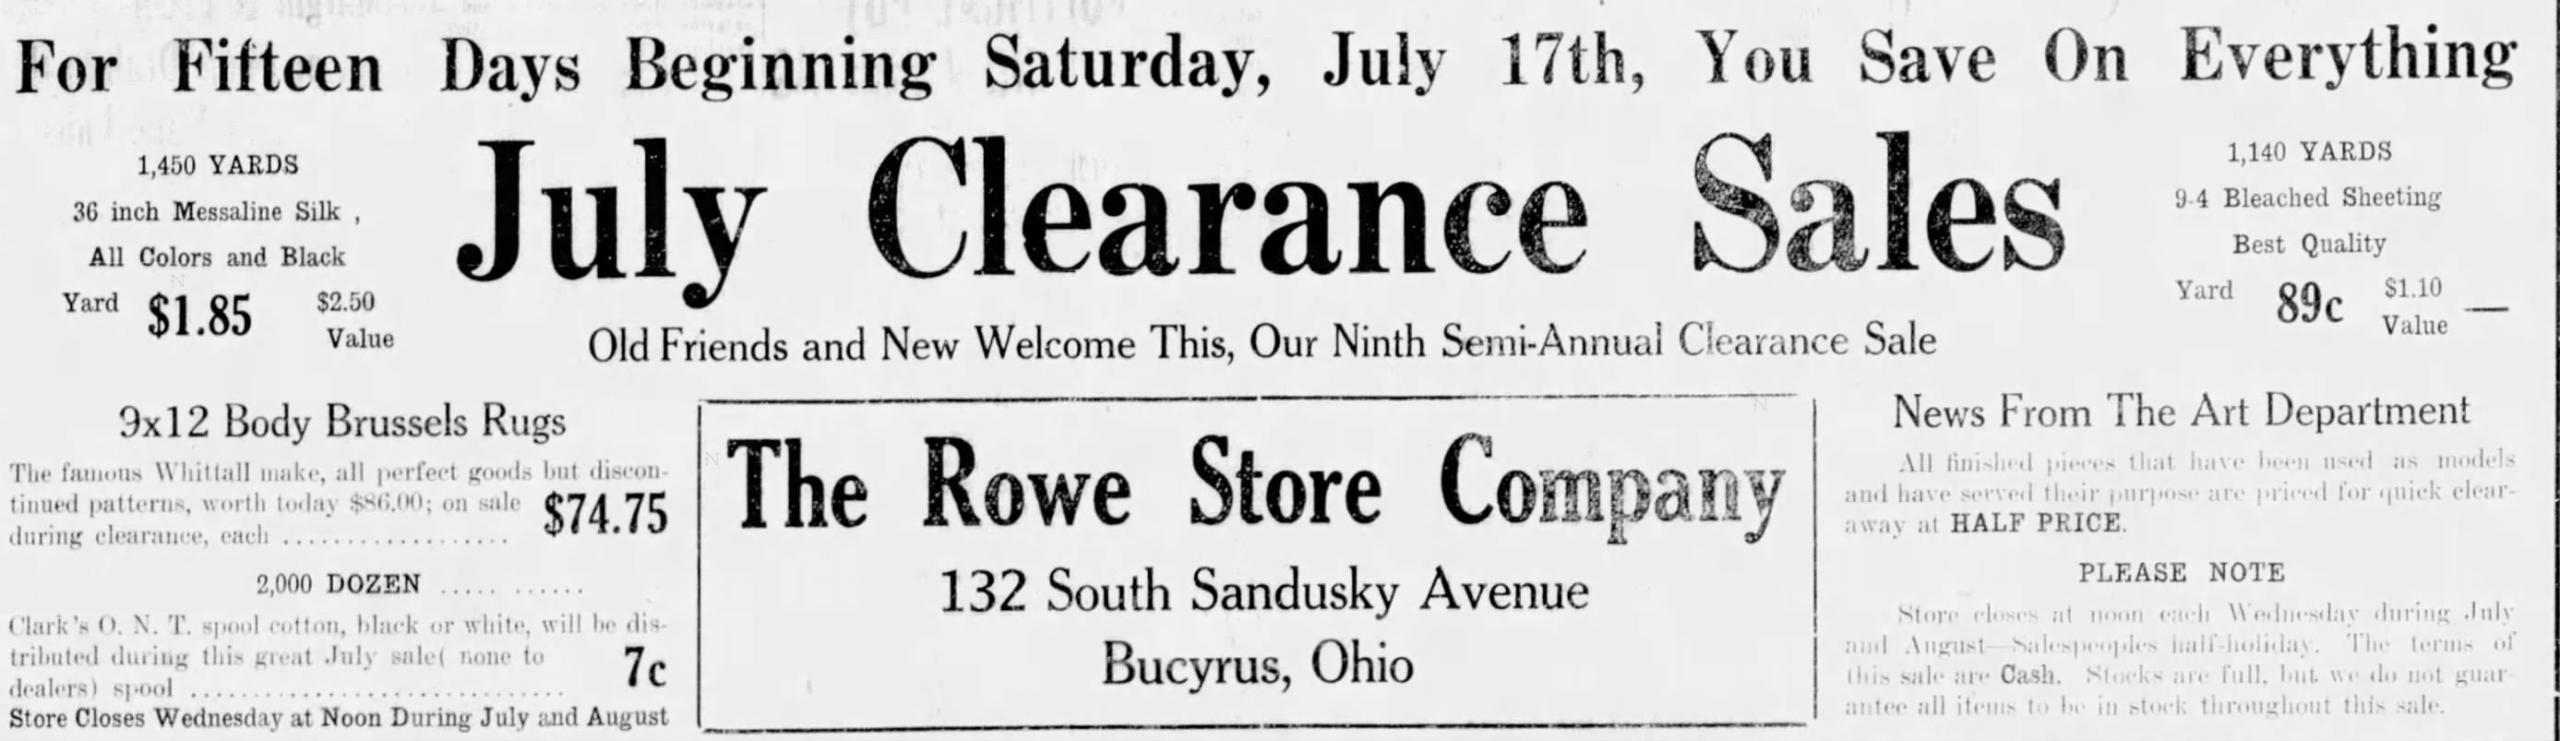 For Fifteen Days Beginning Saturday, July 17th, You Save On Everything
1,450 YARDS
36 inch Messaline Silk ,
All Colors and Black
Yard $1.85 $2.50
Value
July Clearance Sales
Old Friends and New Welcome This, Our Ninth Semi-Annual Clearance Sale
1,140 YARDS
9-4 Bleached Sheeting
Best Quality
Yard 89c $1.10
Value
9x12 Body Brussels Rugs
The famous Whittall make, all perfect goods but discon-
tinued patterns, worth today $86.00; on sale
during clearance, each .................. $74.75
2,000 DOZEN ..... ......
Clark's O. N. T. spool cotton, black or white, will be dis-
tributed during this great July sale( none to
dealers) spool ............................. 7c
Store Closes Wednesday at Noon During July and August
The Rowe Store Company
132 South Sandusky Avenue
Bucyrus, Ohio
News From The Art Department
All finished pieces that have been used as models
and have served their purpose are priced for quick clear-
away at HALF PRICE.
PLEASE NOTE
Store closes at noon each Wednesday during July
and August—Salespeoples half-holiday. The terms of
this sale are Cash. Stocks are full, but we do not guar-
antee all items to be in stock throughout this sale.